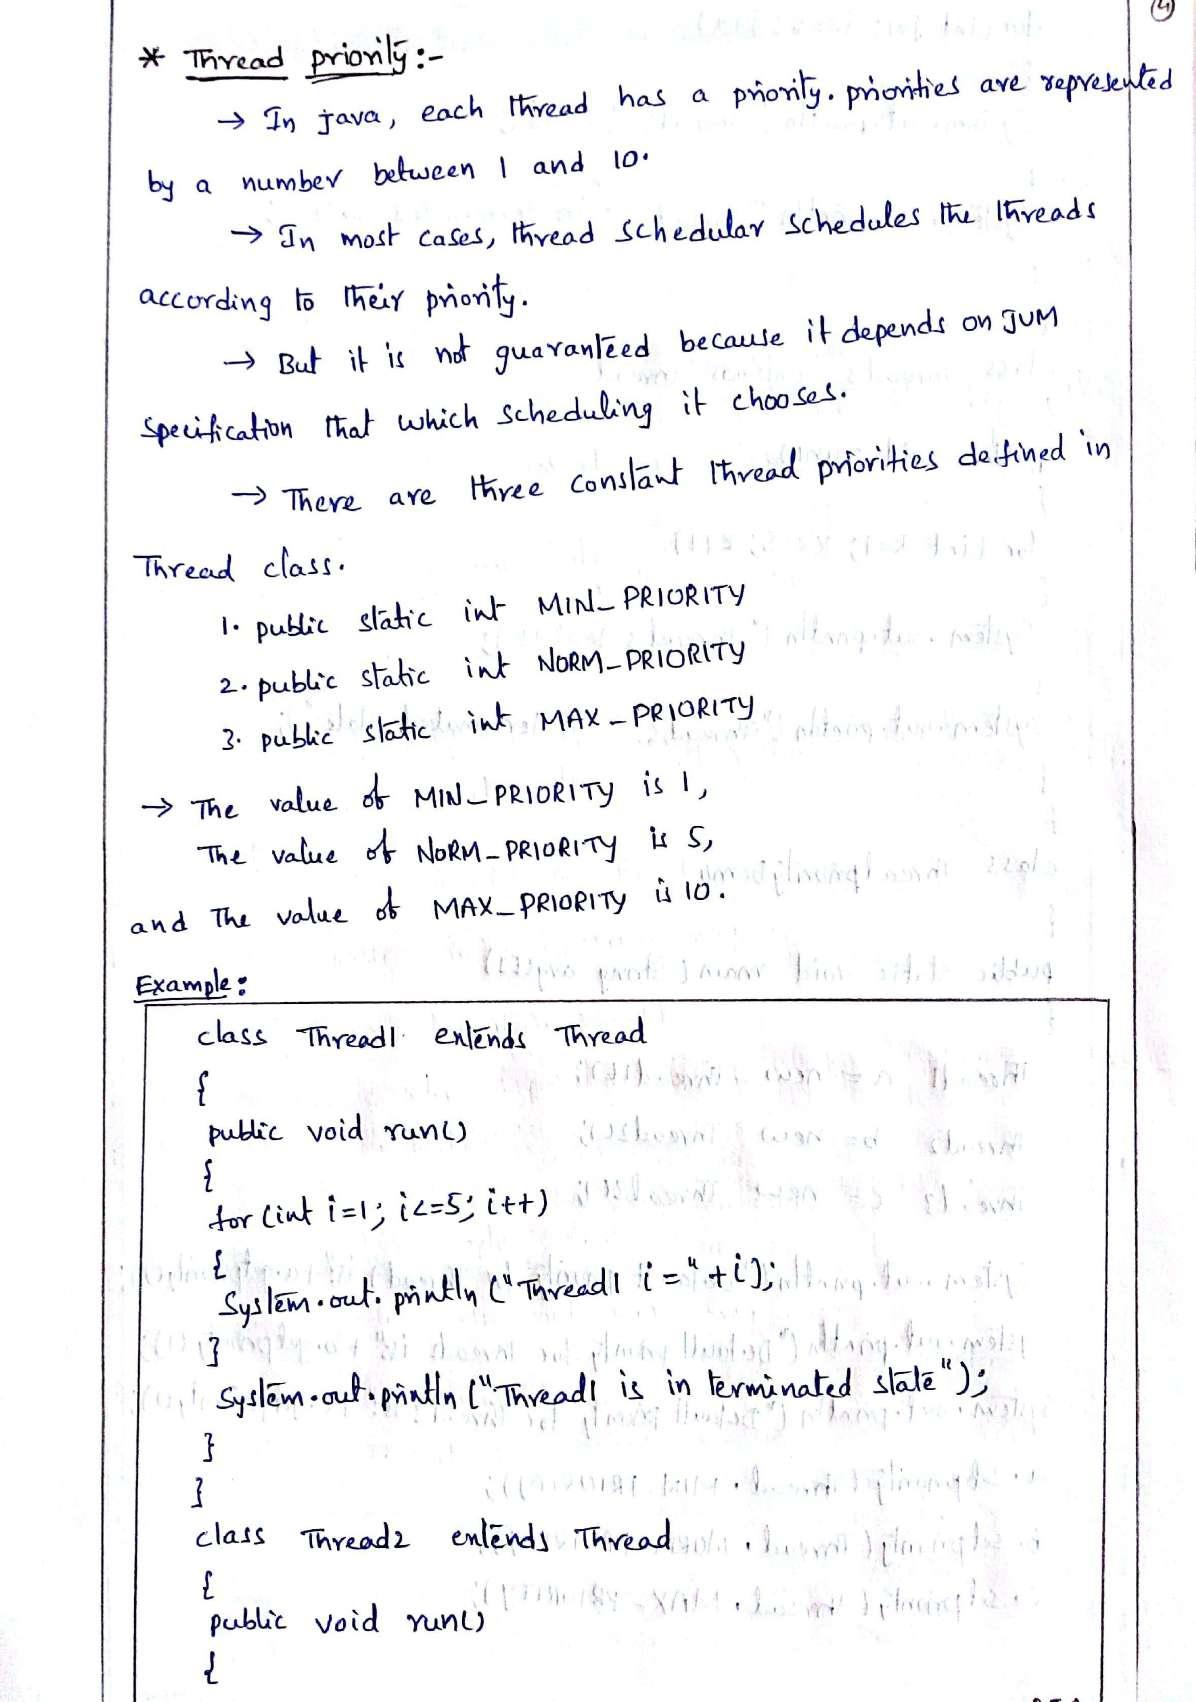 4
* Thread priority :-
→ In java, each thread has a priority. priorities are represented
by a number between 1 and 10.
→ In most cases, thread schedular schedules the threads
according to their priority.
→ But it is not guaranteed because it depends on JVM
specification that which scheduling it chooses.
→ There are three constant thread priorities deifined in
Thread class.
1. public static int MIN_PRIORITY
2. public static int NORM_PRIORITY
3. public static int MAX_PRIORITY
→ The value of MIN_PRIORITY is 1,
The value of NORM_PRIORITY is 5,
and The value of MAX_PRIORITY is 10.
Example :
class Thread1 extends Thread
{
public void run()
{
for (int i=1; i<=5; i++)
{
System.out.println ("Thread1 i = " +i);
}
System.out.println ("Thread1 is in terminated state");
}
}
class Thread2 extends Thread
{
public void run()
{